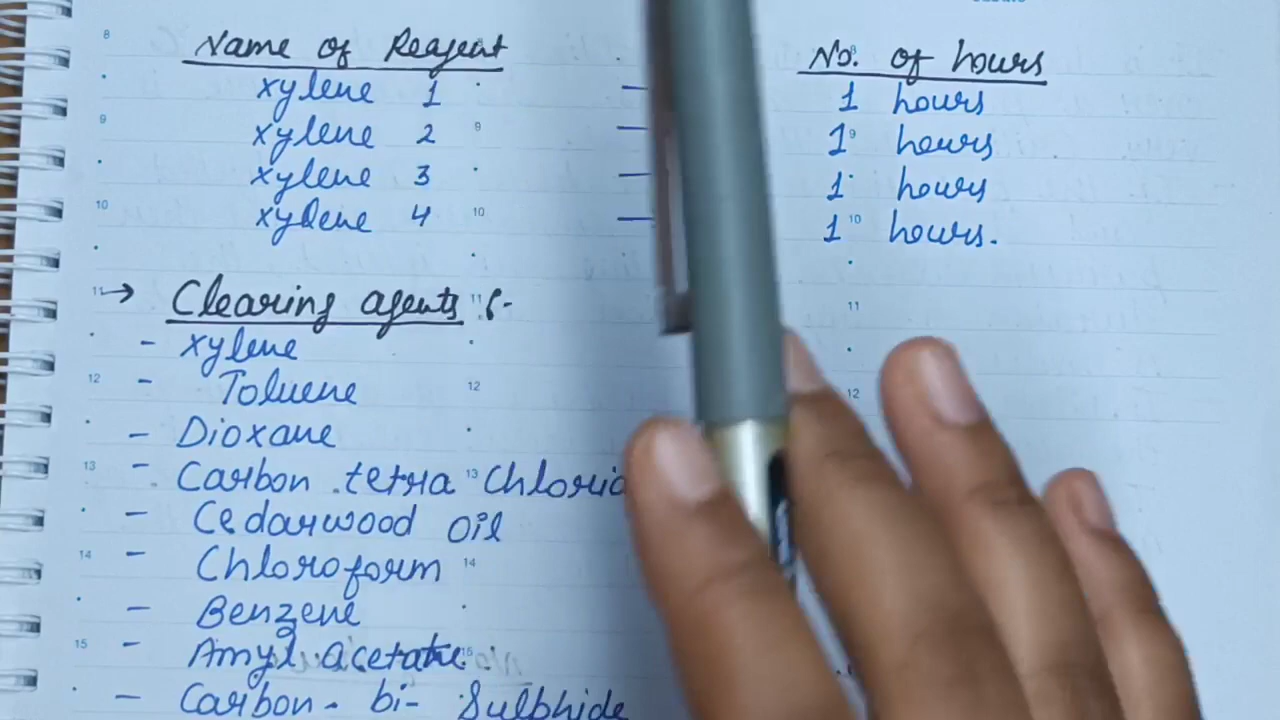 Name of Reagent No. of hours
xylene 1 — 1 hours
xylene 2 — 1 hours
xylene 3 — 1 hours
xylene 4 — 1 hours.
→ Clearing agents :-
- xylene
- Toluene
- Dioxane
- Carbon tetra Chlorid
- Cedarwood oil
- Chloroform
- Benzene
- Amyl acetate
- Carbon - bi- Sulbhide